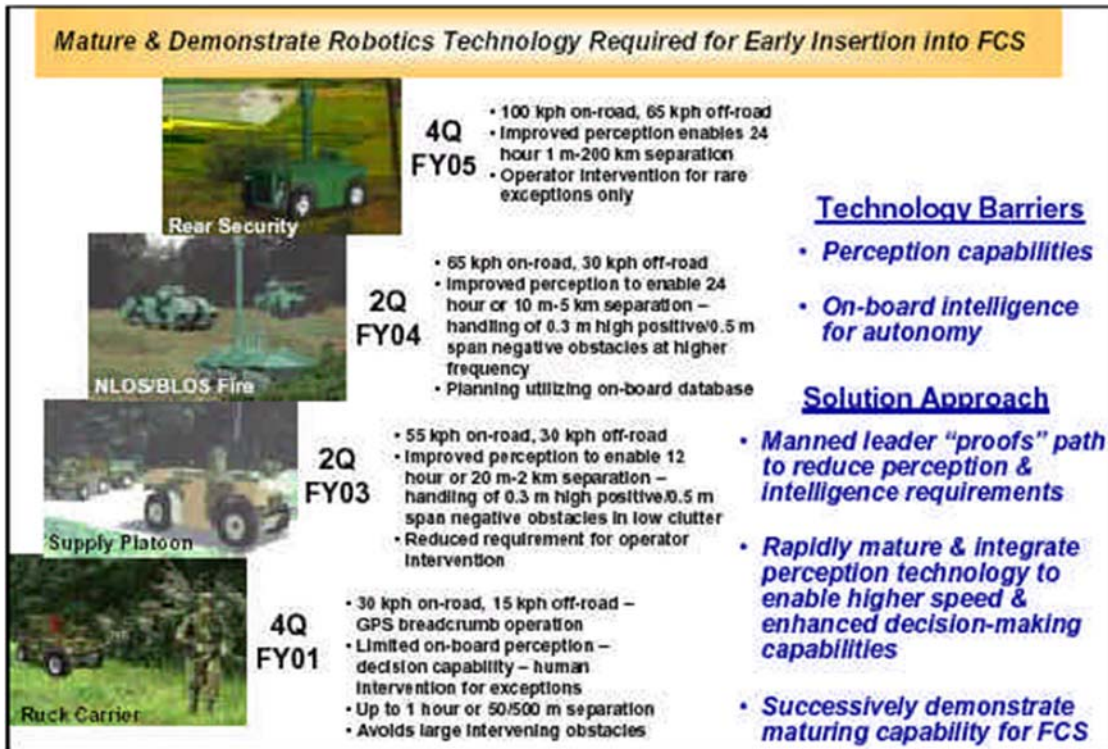 Mature & Demonstrate Robotics Technology Required for Early Insertion into FCS
Rear Security
4Q
FY05
• 100 kph on-road, 65 kph off-road
• Improved perception enables 24
hour 1 m-200 km separation
• Operator intervention for rare
exceptions only
NLOS/BLOS Fire
2Q
FY04
• 65 kph on-road, 30 kph off-road
• Improved perception to enable 24
hour or 10 m-5 km separation –
handling of 0.3 m high positive/0.5 m
span negative obstacles at higher
frequency
• Planning utilizing on-board database
Supply Platoon
2Q
FY03
• 55 kph on-road, 30 kph off-road
• Improved perception to enable 12
hour or 20 m-2 km separation –
handling of 0.3 m high positive/0.5 m
span negative obstacles in low clutter
• Reduced requirement for operator
intervention
Ruck Carrier
4Q
FY01
• 30 kph on-road, 15 kph off-road –
GPS breadcrumb operation
• Limited on-board perception –
decision capability – human
intervention for exceptions
• Up to 1 hour or 50/500 m separation
• Avoids large intervening obstacles
Technology Barriers
• Perception capabilities
• On-board intelligence
for autonomy
Solution Approach
• Manned leader “proofs” path
to reduce perception &
intelligence requirements
• Rapidly mature & integrate
perception technology to
enable higher speed &
enhanced decision-making
capabilities
• Successively demonstrate
maturing capability for FCS